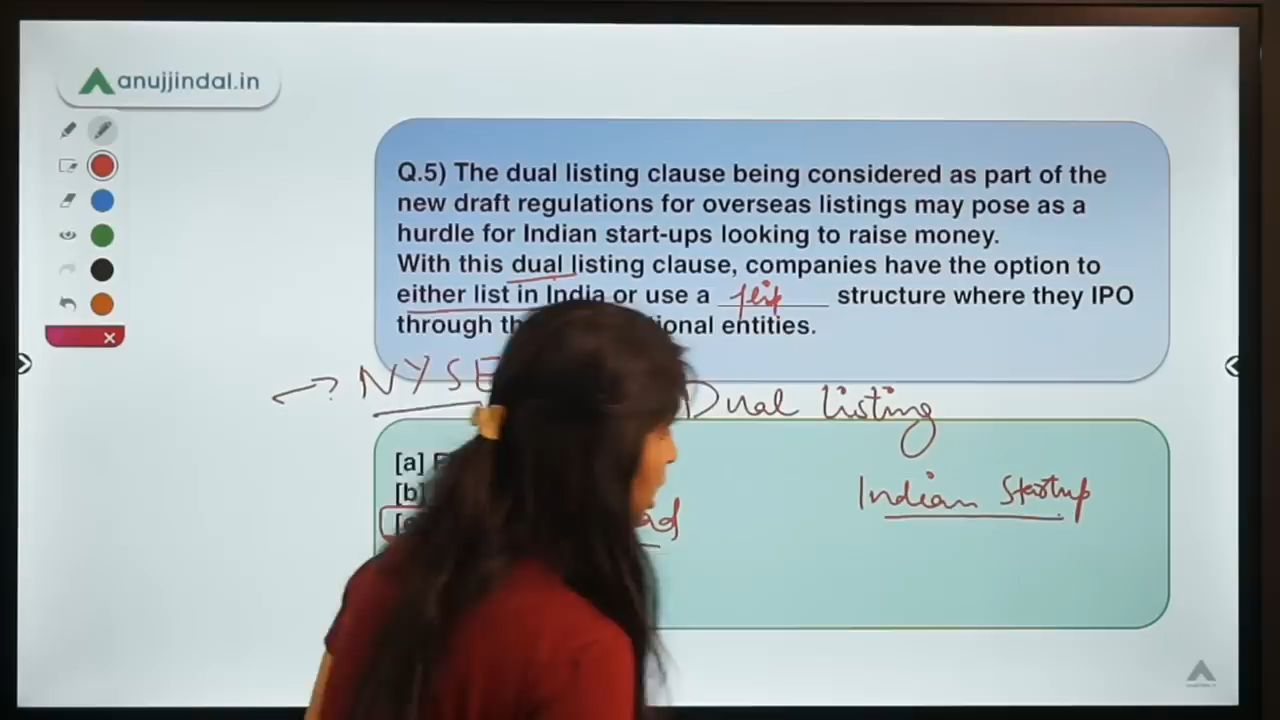 anujjindal.in
Q.5) The dual listing clause being considered as part of the
new draft regulations for overseas listings may pose as a
hurdle for Indian start-ups looking to raise money.
With this dual listing clause, companies have the option to
either list in India or use a flip structure where they IPO
through tional entities.
NYSE Dual listing
[a]
[b]
Indian Startup